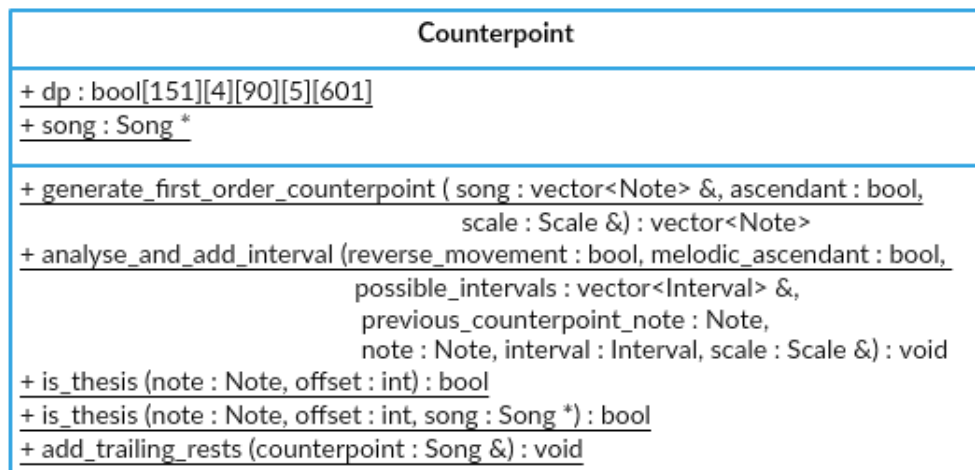 Counterpoint
+ dp : bool[151][4][90][5][601]
+ song : Song *
+ generate_first_order_counterpoint ( song : vector<Note> &, ascendant : bool,
scale : Scale &) : vector<Note>
+ analyse_and_add_interval (reverse_movement : bool, melodic_ascendant : bool,
possible_intervals : vector<Interval> &,
previous_counterpoint_note : Note,
note : Note, interval : Interval, scale : Scale &) : void
+ is_thesis (note : Note, offset : int) : bool
+ is_thesis (note : Note, offset : int, song : Song *) : bool
+ add_trailing_rests (counterpoint : Song &) : void